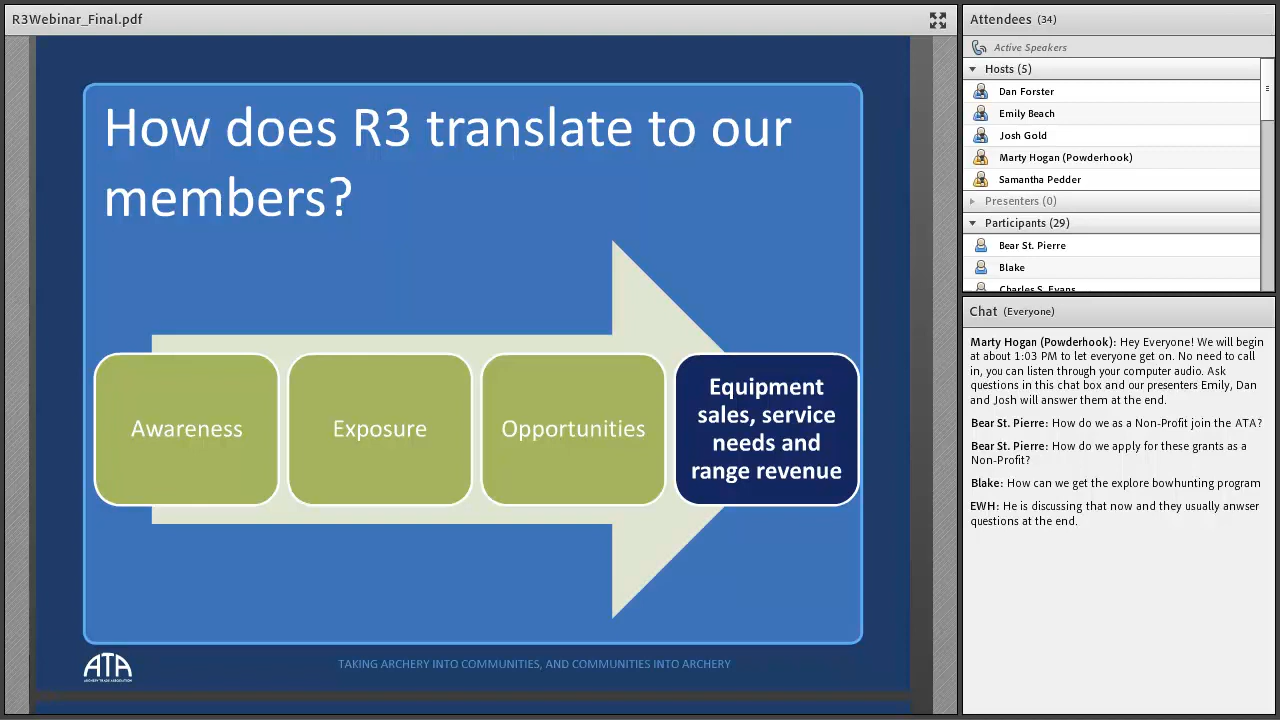 R3Webinar_Final.pdf
How does R3 translate to our
members?
Awareness
Exposure
Opportunities
Equipment
sales, service
needs and
range revenue
ATA
ARCHERY TRADE ASSOCIATION
TAKING ARCHERY INTO COMMUNITIES, AND COMMUNITIES INTO ARCHERY
Attendees (34)
Active Speakers
Hosts (5)
Dan Forster
Emily Beach
Josh Gold
Marty Hogan (Powderhook)
Samantha Pedder
Presenters (0)
Participants (29)
Bear St. Pierre
Blake
Charles S. Evans
Chat (Everyone)
Marty Hogan (Powderhook): Hey Everyone! We will begin
at about 1:03 PM to let everyone get on. No need to call
in, you can listen through your computer audio. Ask
questions in this chat box and our presenters Emily, Dan
and Josh will answer them at the end.
Bear St. Pierre: How do we as a Non-Profit join the ATA?
Bear St. Pierre: How do we apply for these grants as a
Non-Profit?
Blake: How can we get the explore bowhunting program
EWH: He is discussing that now and they usually anwser
questions at the end.